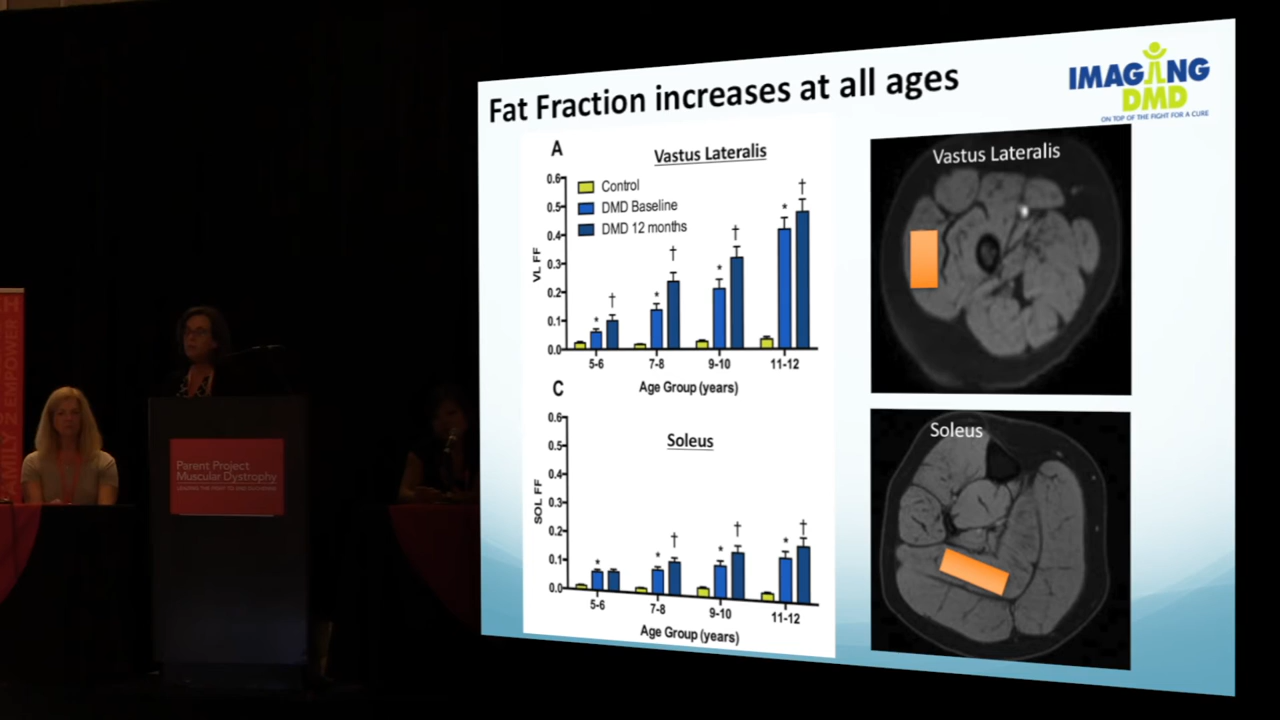 Fat Fraction increases at all ages
IMAGING
DMD
ON TOP OF THE FIGHT FOR A CURE
A
Vastus Lateralis
Control
DMD Baseline
DMD 12 months
VL FF
0.6
0.5
0.4
0.3
0.2
0.1
0.0
* † * † * † * †
5-6 7-8 9-10 11-12
Age Group (years)
C
Soleus
SOL FF
0.6
0.5
0.4
0.3
0.2
0.1
0.0
* * † * † * †
5-6 7-8 9-10 11-12
Age Group (years)
Vastus Lateralis
Soleus
FAMILY
EMPOWER
Parent Project
Muscular Dystrophy